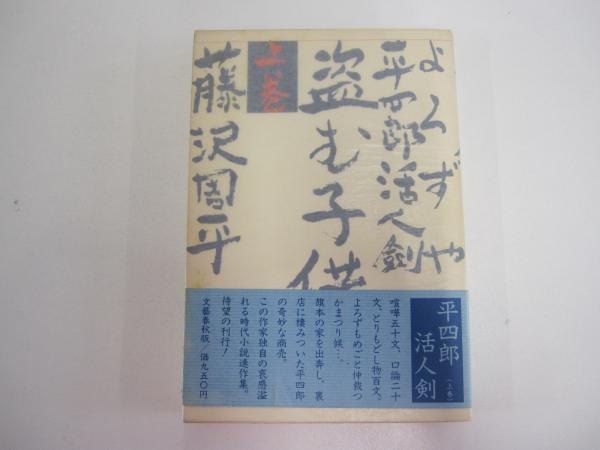 よろずや
平四郎活人剣
盗む子供
上巻
藤沢周平
平四郎
活人剣
(上巻)
喧嘩五十文、口論二十
文、とりもどし物百文。
よろずもめごと仲裁つ
かまつり候…。
旗本の家を出奔し、裏
店に棲みついた平四郎
の奇妙な商売。
この作家独自の哀感溢
れる時代小説連作集。
待望の刊行!
文藝春秋版/価九五〇円